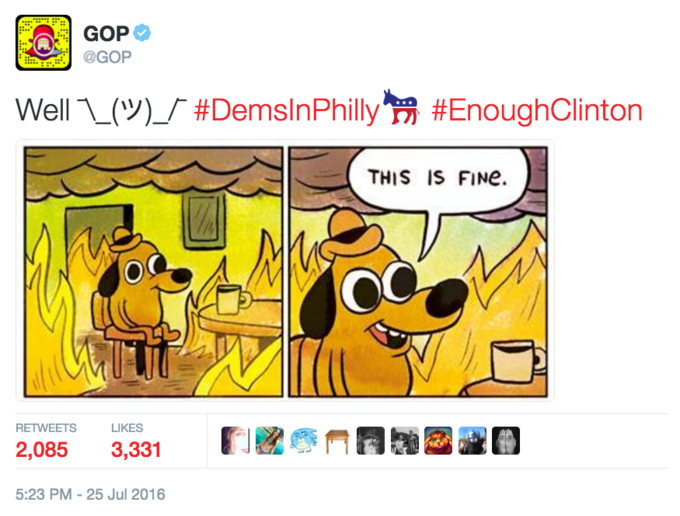 GOP
@GOP
Well ¯\_(ツ)_/¯ #DemsInPhilly #EnoughClinton
THIS IS FINE.
RETWEETS LIKES
2,085 3,331
5:23 PM - 25 Jul 2016